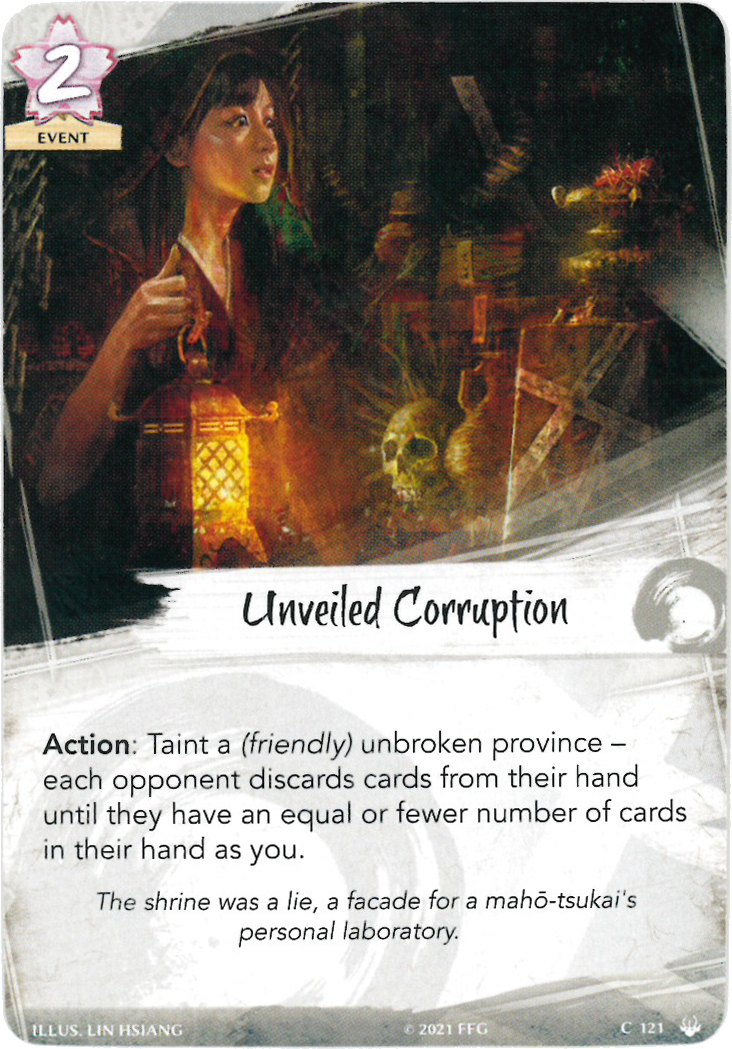 2
EVENT
Unveiled Corruption
Action: Taint a (friendly) unbroken province –
each opponent discards cards from their hand
until they have an equal or fewer number of cards
in their hand as you.
The shrine was a lie, a facade for a mahō-tsukai's
personal laboratory.
ILLUS. LIN HSIANG
© 2021 FFG
C 121